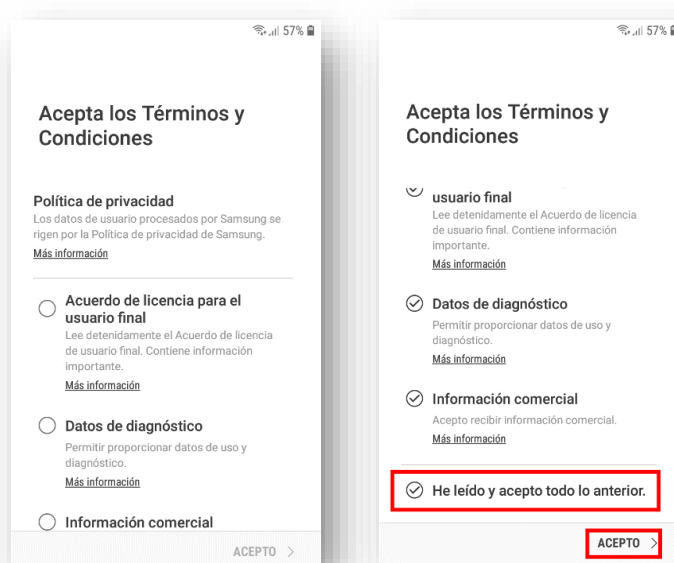 57%
Acepta los Términos y
Condiciones
Política de privacidad
Los datos de usuario procesados por Samsung se
rigen por la Política de privacidad de Samsung.
Más información
Acuerdo de licencia para el
usuario final
Lee detenidamente el Acuerdo de licencia
de usuario final. Contiene información
importante.
Más información
Datos de diagnóstico
Permitir proporcionar datos de uso y
diagnóstico.
Más información
Información comercial
ACEPTO >
57%
Acepta los Términos y
Condiciones
usuario final
Lee detenidamente el Acuerdo de licencia
de usuario final. Contiene información
importante.
Más información
Datos de diagnóstico
Permitir proporcionar datos de uso y
diagnóstico.
Más información
Información comercial
Acepto recibir información comercial.
Más información
He leído y acepto todo lo anterior.
ACEPTO >